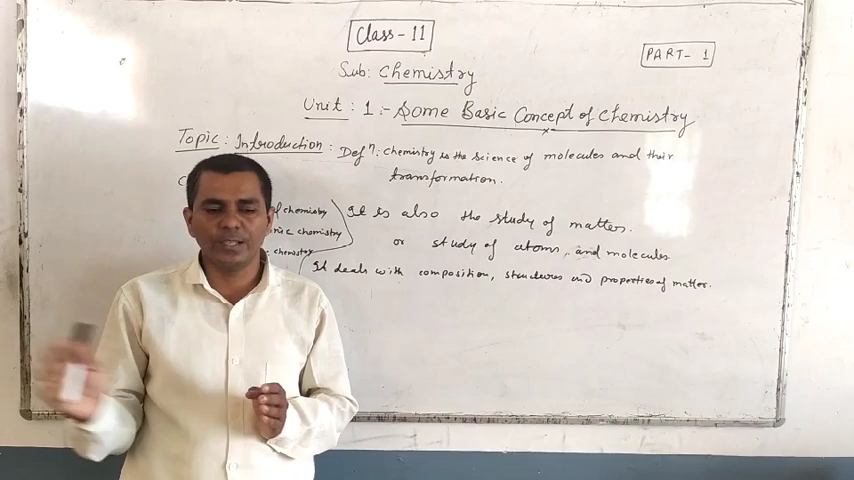 Class-11
PART-1
Sub: Chemistry
Unit: 1:- Some Basic Concept of Chemistry
Topic: Introduction: Defⁿ: Chemistry is the science of molecules and their
transformation.
of chemistry
It is also the study of matter.
chemistry
or study of atoms, and molecules
chemistry
It deals with composition, structures and properties of matter.